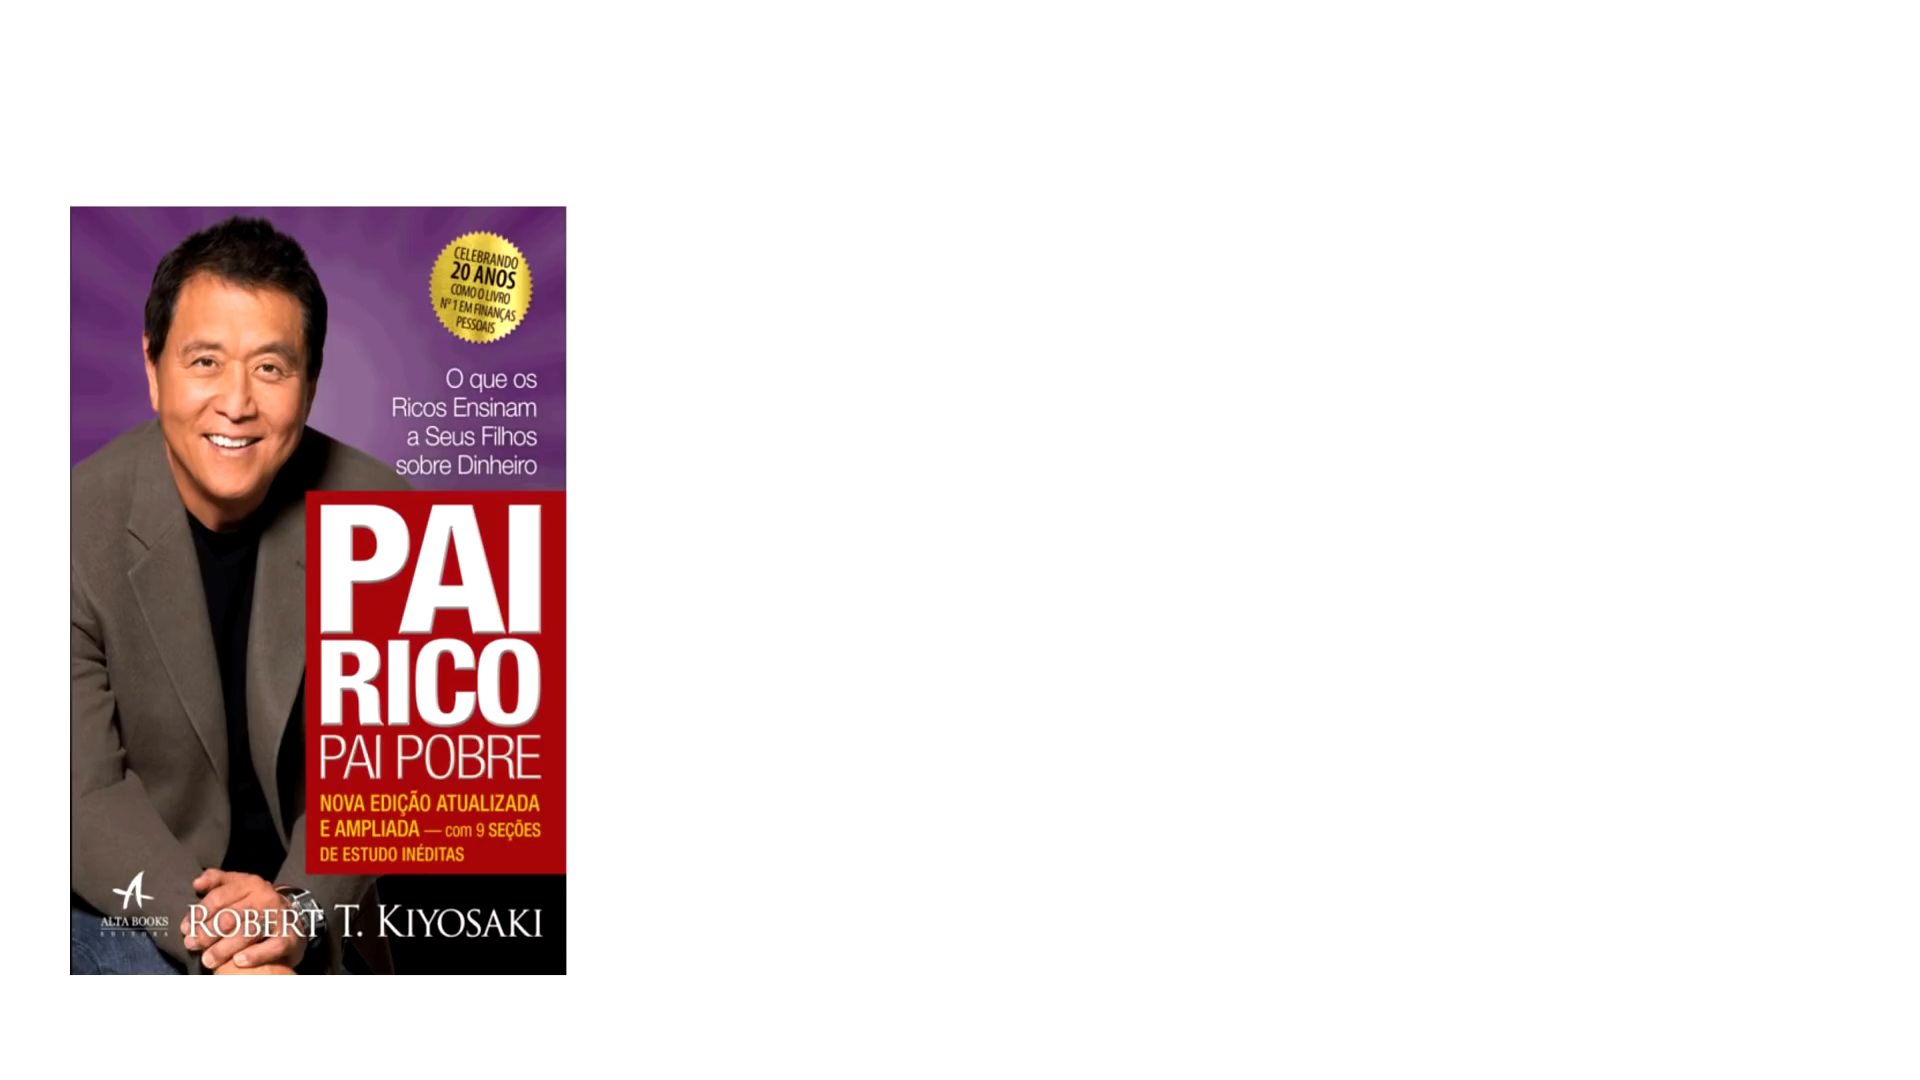 CELEBRANDO
20 ANOS
COMO O LIVRO
Nº 1 EM FINANÇAS
PESSOAIS
O que os
Ricos Ensinam
a Seus Filhos
sobre Dinheiro
PAI
RICO
PAI POBRE
NOVA EDIÇÃO ATUALIZADA
E AMPLIADA — com 9 SEÇÕES
DE ESTUDO INÉDITAS
ALTA BOOKS
EDITORA
ROBERT T. KIYOSAKI